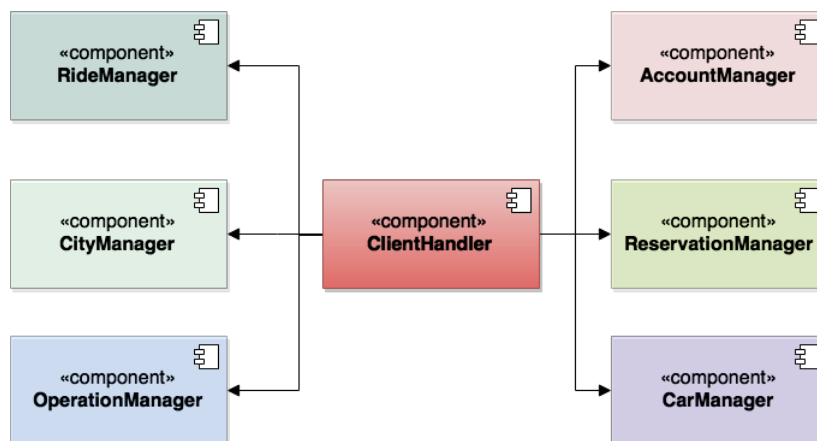 «component»
RideManager
«component»
AccountManager
«component»
CityManager
«component»
ClientHandler
«component»
ReservationManager
«component»
OperationManager
«component»
CarManager